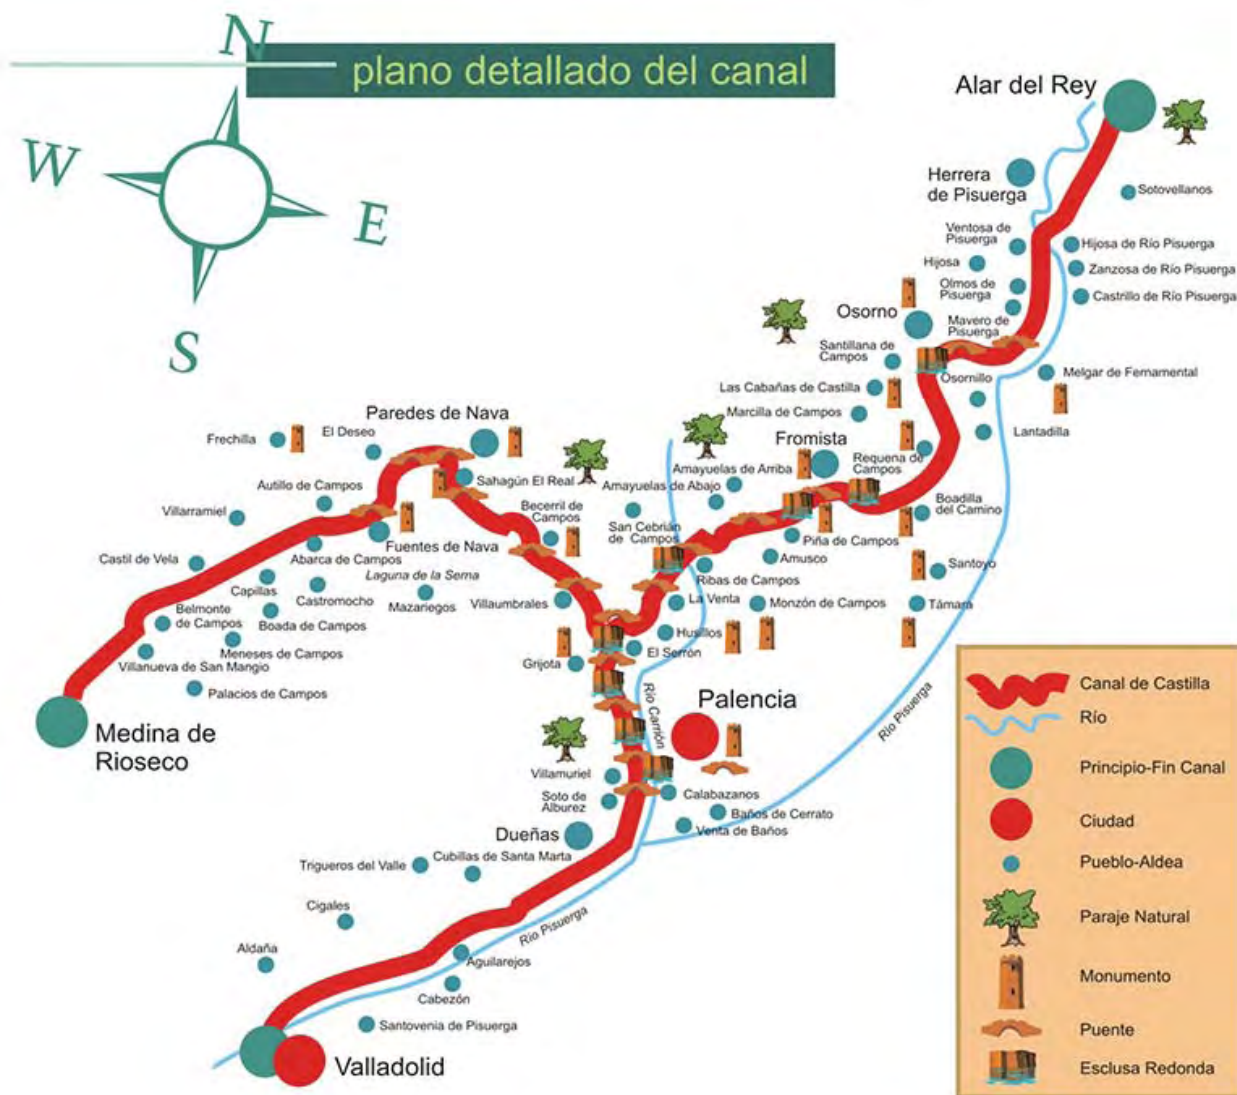 N
plano detallado del canal
W
E
S
Alar del Rey
Herrera
de Pisuerga
Sotovellanos
Ventosa de
Pisuerga
Hijosa de Río Pisuerga
Hijosa
Zanzosa de Río Pisuerga
Olmos de
Pisuerga
Castrillo de Río Pisuerga
Osorno
Mavero de
Pisuerga
Santillana de
Campos
Osornillo
Melgar de Fernamental
Las Cabañas de Castilla
Marcilla de Campos
Lantadilla
Paredes de Nava
El Deseo
Frechilla
Fromista
Requena de
Campos
Amayuelas de Arriba
Sahagún El Real
Amayuelas de Abajo
Autillo de Campos
Becerril de
Campos
Villarramiel
San Cebrián
de Campos
Boadilla
del Camino
Piña de Campos
Fuentes de Nava
Abarca de Campos
Castil de Vela
Amusco
Santoyo
Laguna de la Serna
Ribas de Campos
Capillas
Castromocho
Mazariegos
Villaumbrales
La Venta
Monzón de Campos
Támara
Belmonte
de Campos
Boada de Campos
Husillos
Meneses de Campos
El Serrón
Villanueva de San Mangio
Grijota
Palacios de Campos
Río Carrión
Palencia
Río Pisuerga
Medina de
Rioseco
Villamuriel
Soto de
Alburez
Calabazanos
Baños de Cerrato
Venta de Baños
Dueñas
Cubillas de Santa Marta
Trigueros del Valle
Cigales
Río Pisuerga
Aldaña
Aguilarejos
Cabezón
Santovenia de Pisuerga
Valladolid
Canal de Castilla
Río
Principio-Fin Canal
Ciudad
Pueblo-Aldea
Paraje Natural
Monumento
Puente
Esclusa Redonda